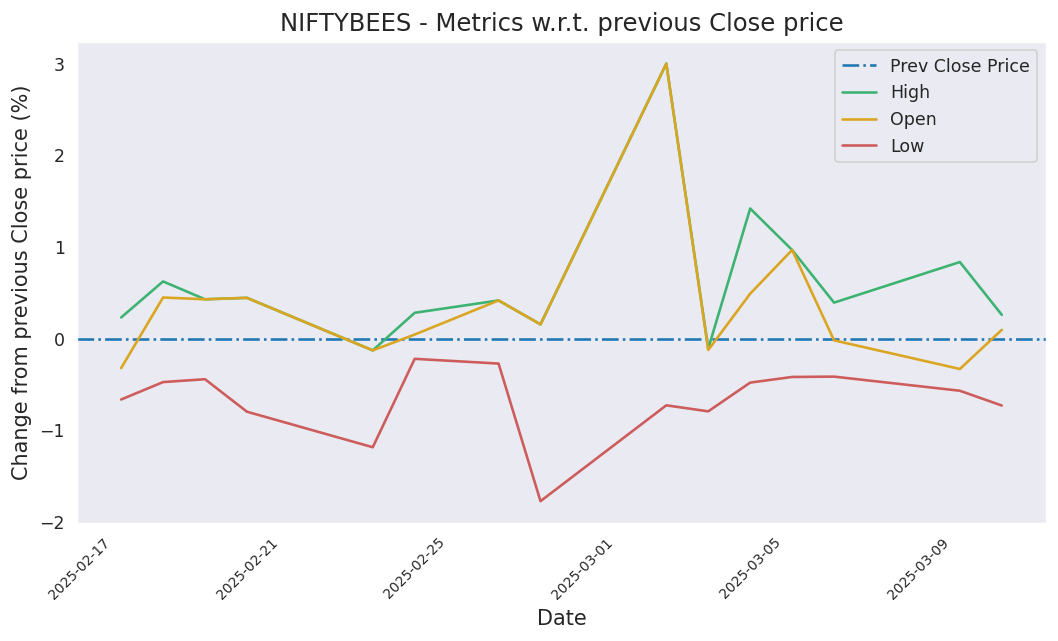 NIFTYBEES - Metrics w.r.t. previous Close price
Change from previous Close price (%)
3
2
1
0
−1
−2
Prev Close Price
High
Open
Low
2025-02-17
2025-02-21
2025-02-25
2025-03-01
2025-03-05
2025-03-09
Date